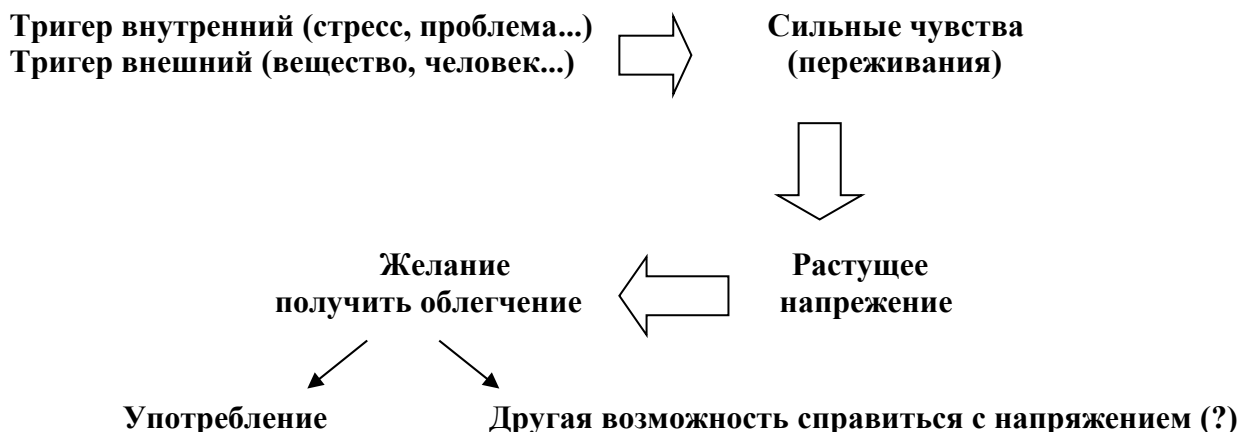 Тригер внутренний (стресс, проблема...)
Тригер внешний (вещество, человек...)
Сильные чувства
(переживания)
Желание
получить облегчение
Растущее
напрежение
Употребление
Другая возможность справиться с напряжением (?)